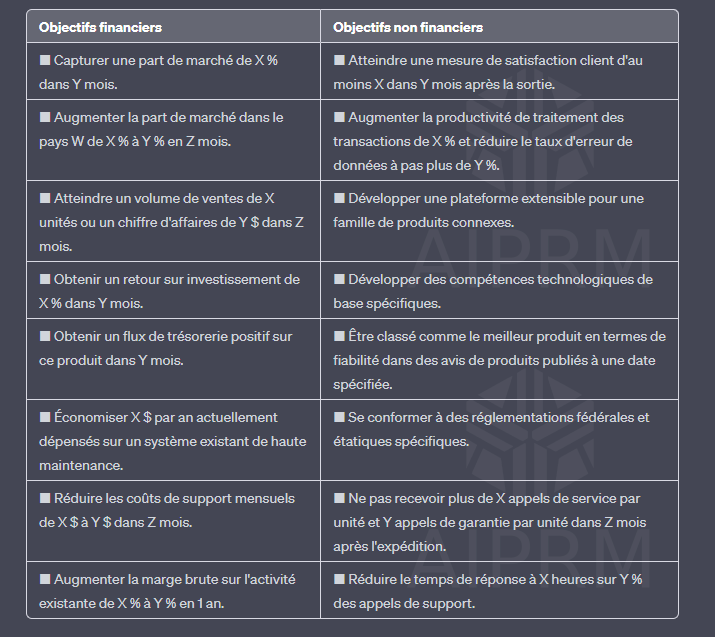 Objectifs financiers
Objectifs non financiers
■ Capturer une part de marché de X %
dans Y mois.
■ Atteindre une mesure de satisfaction client d'au
moins X dans Y mois après la sortie.
■ Augmenter la part de marché dans le
pays W de X % à Y % en Z mois.
■ Augmenter la productivité de traitement des
transactions de X % et réduire le taux d'erreur de
données à pas plus de Y %.
■ Atteindre un volume de ventes de X
unités ou un chiffre d'affaires de Y $ dans Z
mois.
■ Développer une plateforme extensible pour une
famille de produits connexes.
■ Obtenir un retour sur investissement de
X % dans Y mois.
■ Développer des compétences technologiques de
base spécifiques.
■ Obtenir un flux de trésorerie positif sur
ce produit dans Y mois.
■ Être classé comme le meilleur produit en termes de
fiabilité dans des avis de produits publiés à une date
spécifiée.
■ Économiser X $ par an actuellement
dépensés sur un système existant de haute
maintenance.
■ Se conformer à des réglementations fédérales et
étatiques spécifiques.
■ Réduire les coûts de support mensuels
de X $ à Y $ dans Z mois.
■ Ne pas recevoir plus de X appels de service par
unité et Y appels de garantie par unité dans Z mois
après l'expédition.
■ Augmenter la marge brute sur l'activité
existante de X % à Y % en 1 an.
■ Réduire le temps de réponse à X heures sur Y %
des appels de support.
AIPRM
AIPRM